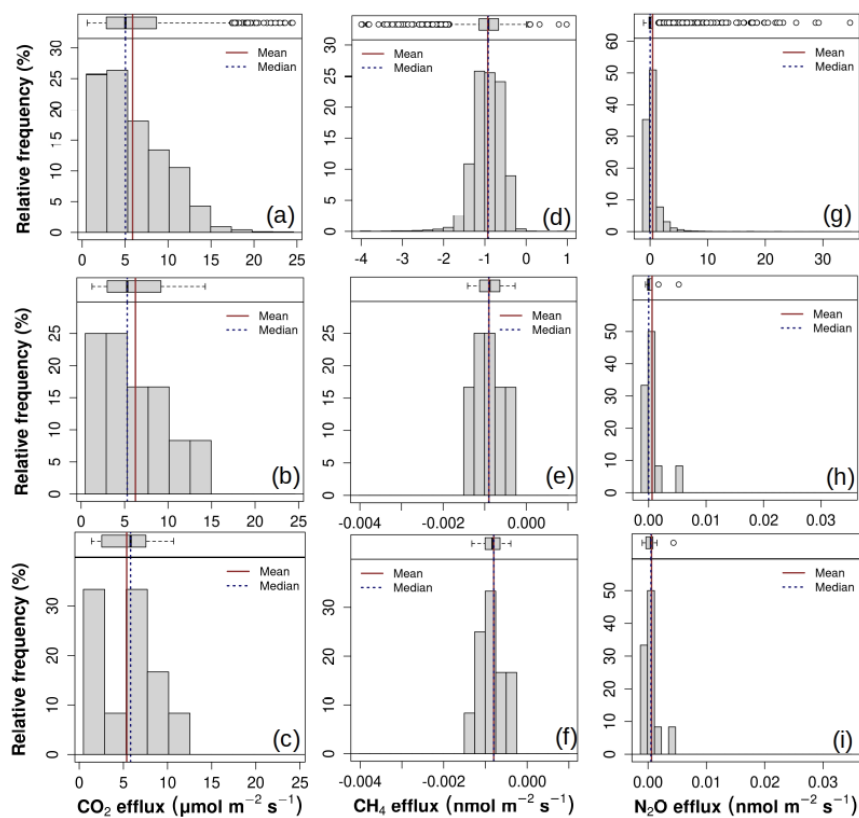 Relative frequency (%)
0 5 10 15 20 25 30
Mean
Median
(a)
0 5 10 15 20 25
0 5 10 15 20 25 30
Mean
Median
(d)
-4 -3 -2 -1 0 1
0 10 20 30 40 50 60
Mean
Median
(g)
0 10 20 30
Relative frequency (%)
0 5 10 15 20 25
Mean
Median
(b)
0 5 10 15 20 25
0 5 10 15 20 25
Mean
Median
(e)
-0.004 -0.002 0.000
0 10 20 30 40 50
Mean
Median
(h)
0.00 0.01 0.02 0.03
Relative frequency (%)
0 10 20 30
Mean
Median
(c)
0 5 10 15 20 25
CO₂ efflux (µmol m⁻² s⁻¹)
0 10 20 30
Mean
Median
(f)
-0.004 -0.002 0.000
CH₄ efflux (nmol m⁻² s⁻¹)
0 10 20 30 40 50
Mean
Median
(i)
0.00 0.01 0.02 0.03
N₂O efflux (nmol m⁻² s⁻¹)